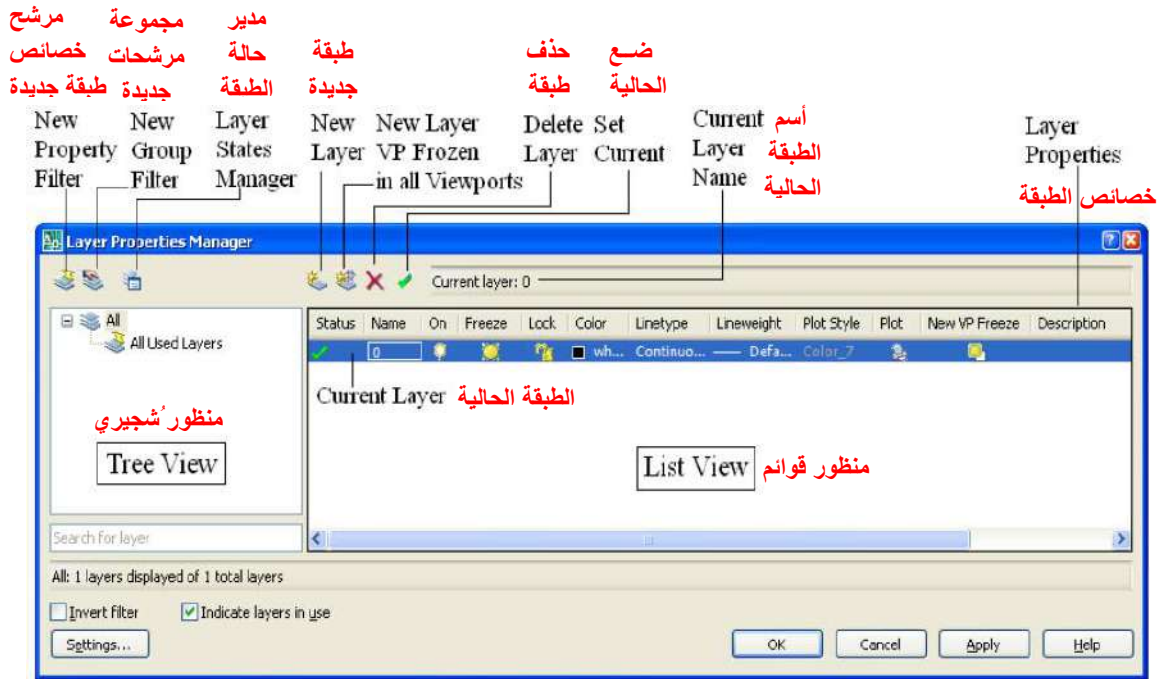 مرشح
خصائص
طبقة جديدة
مجموعة
مرشحات
جديدة
مدير
حالة
الطبقة
طبقة
جديدة
حذف
طبقة
ضـع
الحالية
New
Property
Filter
New
Group
Filter
Layer
States
Manager
New
Layer
New Layer
VP Frozen
in all Viewports
Delete
Layer
Set
Current
Current
Layer
Name
أسم
الطبقة
الحالية
Layer
Properties
خصائص الطبقة
Layer Properties Manager
Current layer: 0
All
All Used Layers
Status Name On Freeze Lock Color Linetype Lineweight Plot Style Plot New VP Freeze Description
0 wh... Continuo... Defa... Color_7
Current Layer الطبقة الحالية
منظور ُشجيري
Tree View
List View منظور قوائم
Search for layer
All: 1 layers displayed of 1 total layers
Invert filter Indicate layers in use
Settings... OK Cancel Apply Help